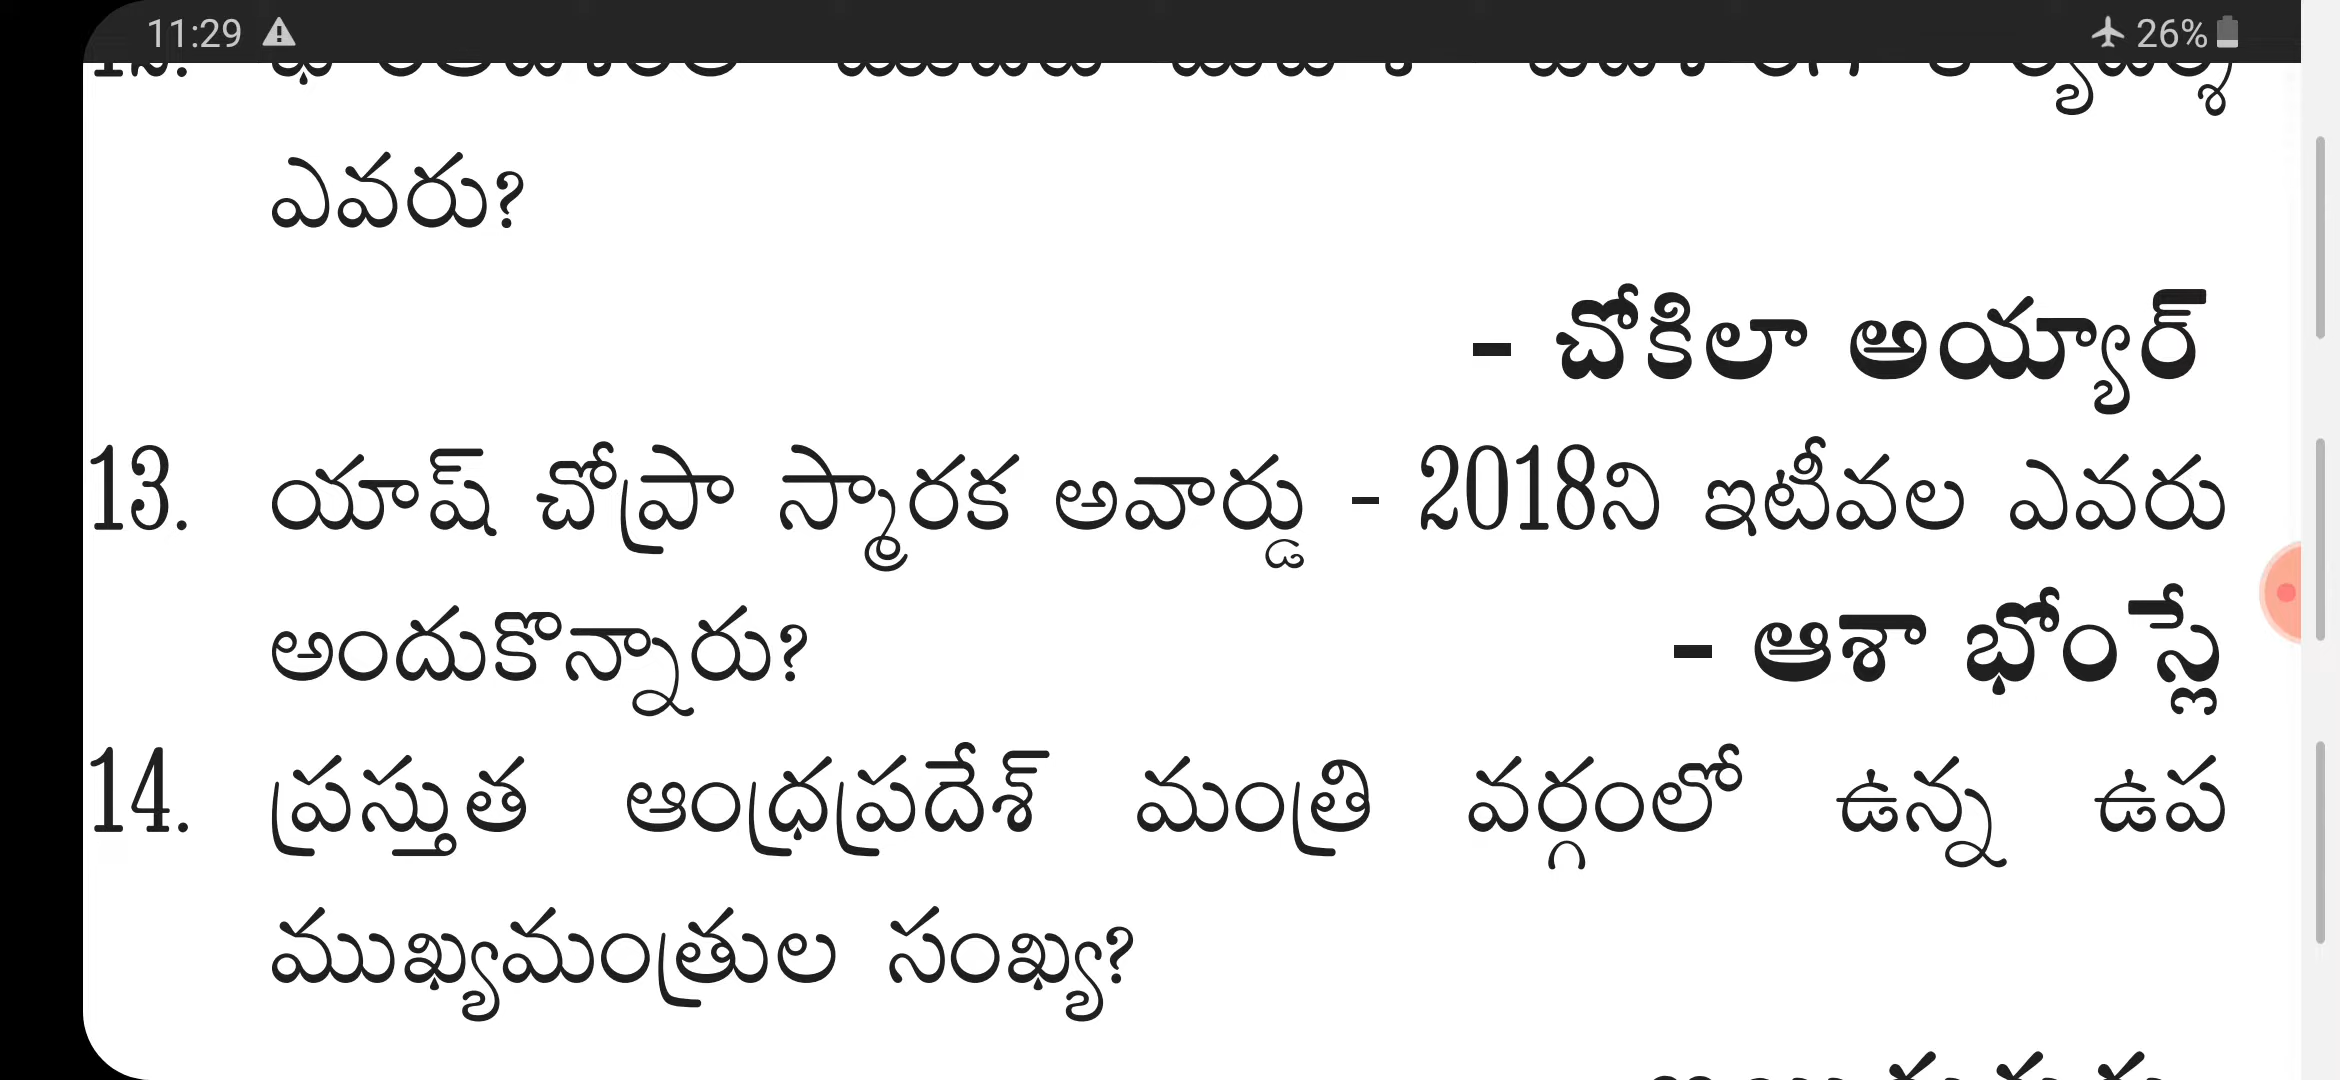 11:29 26%
ఎవరు?
- చోకిలా అయ్యార్
13. యాష్ చోప్రా స్మారక అవార్డు - 2018ని ఇటీవల ఎవరు
అందుకొన్నారు? - ఆశా భోంస్లే
14. ప్రస్తుత ఆంధ్రప్రదేశ్ మంత్రి వర్గంలో ఉన్న ఉప
ముఖ్యమంత్రుల సంఖ్య?